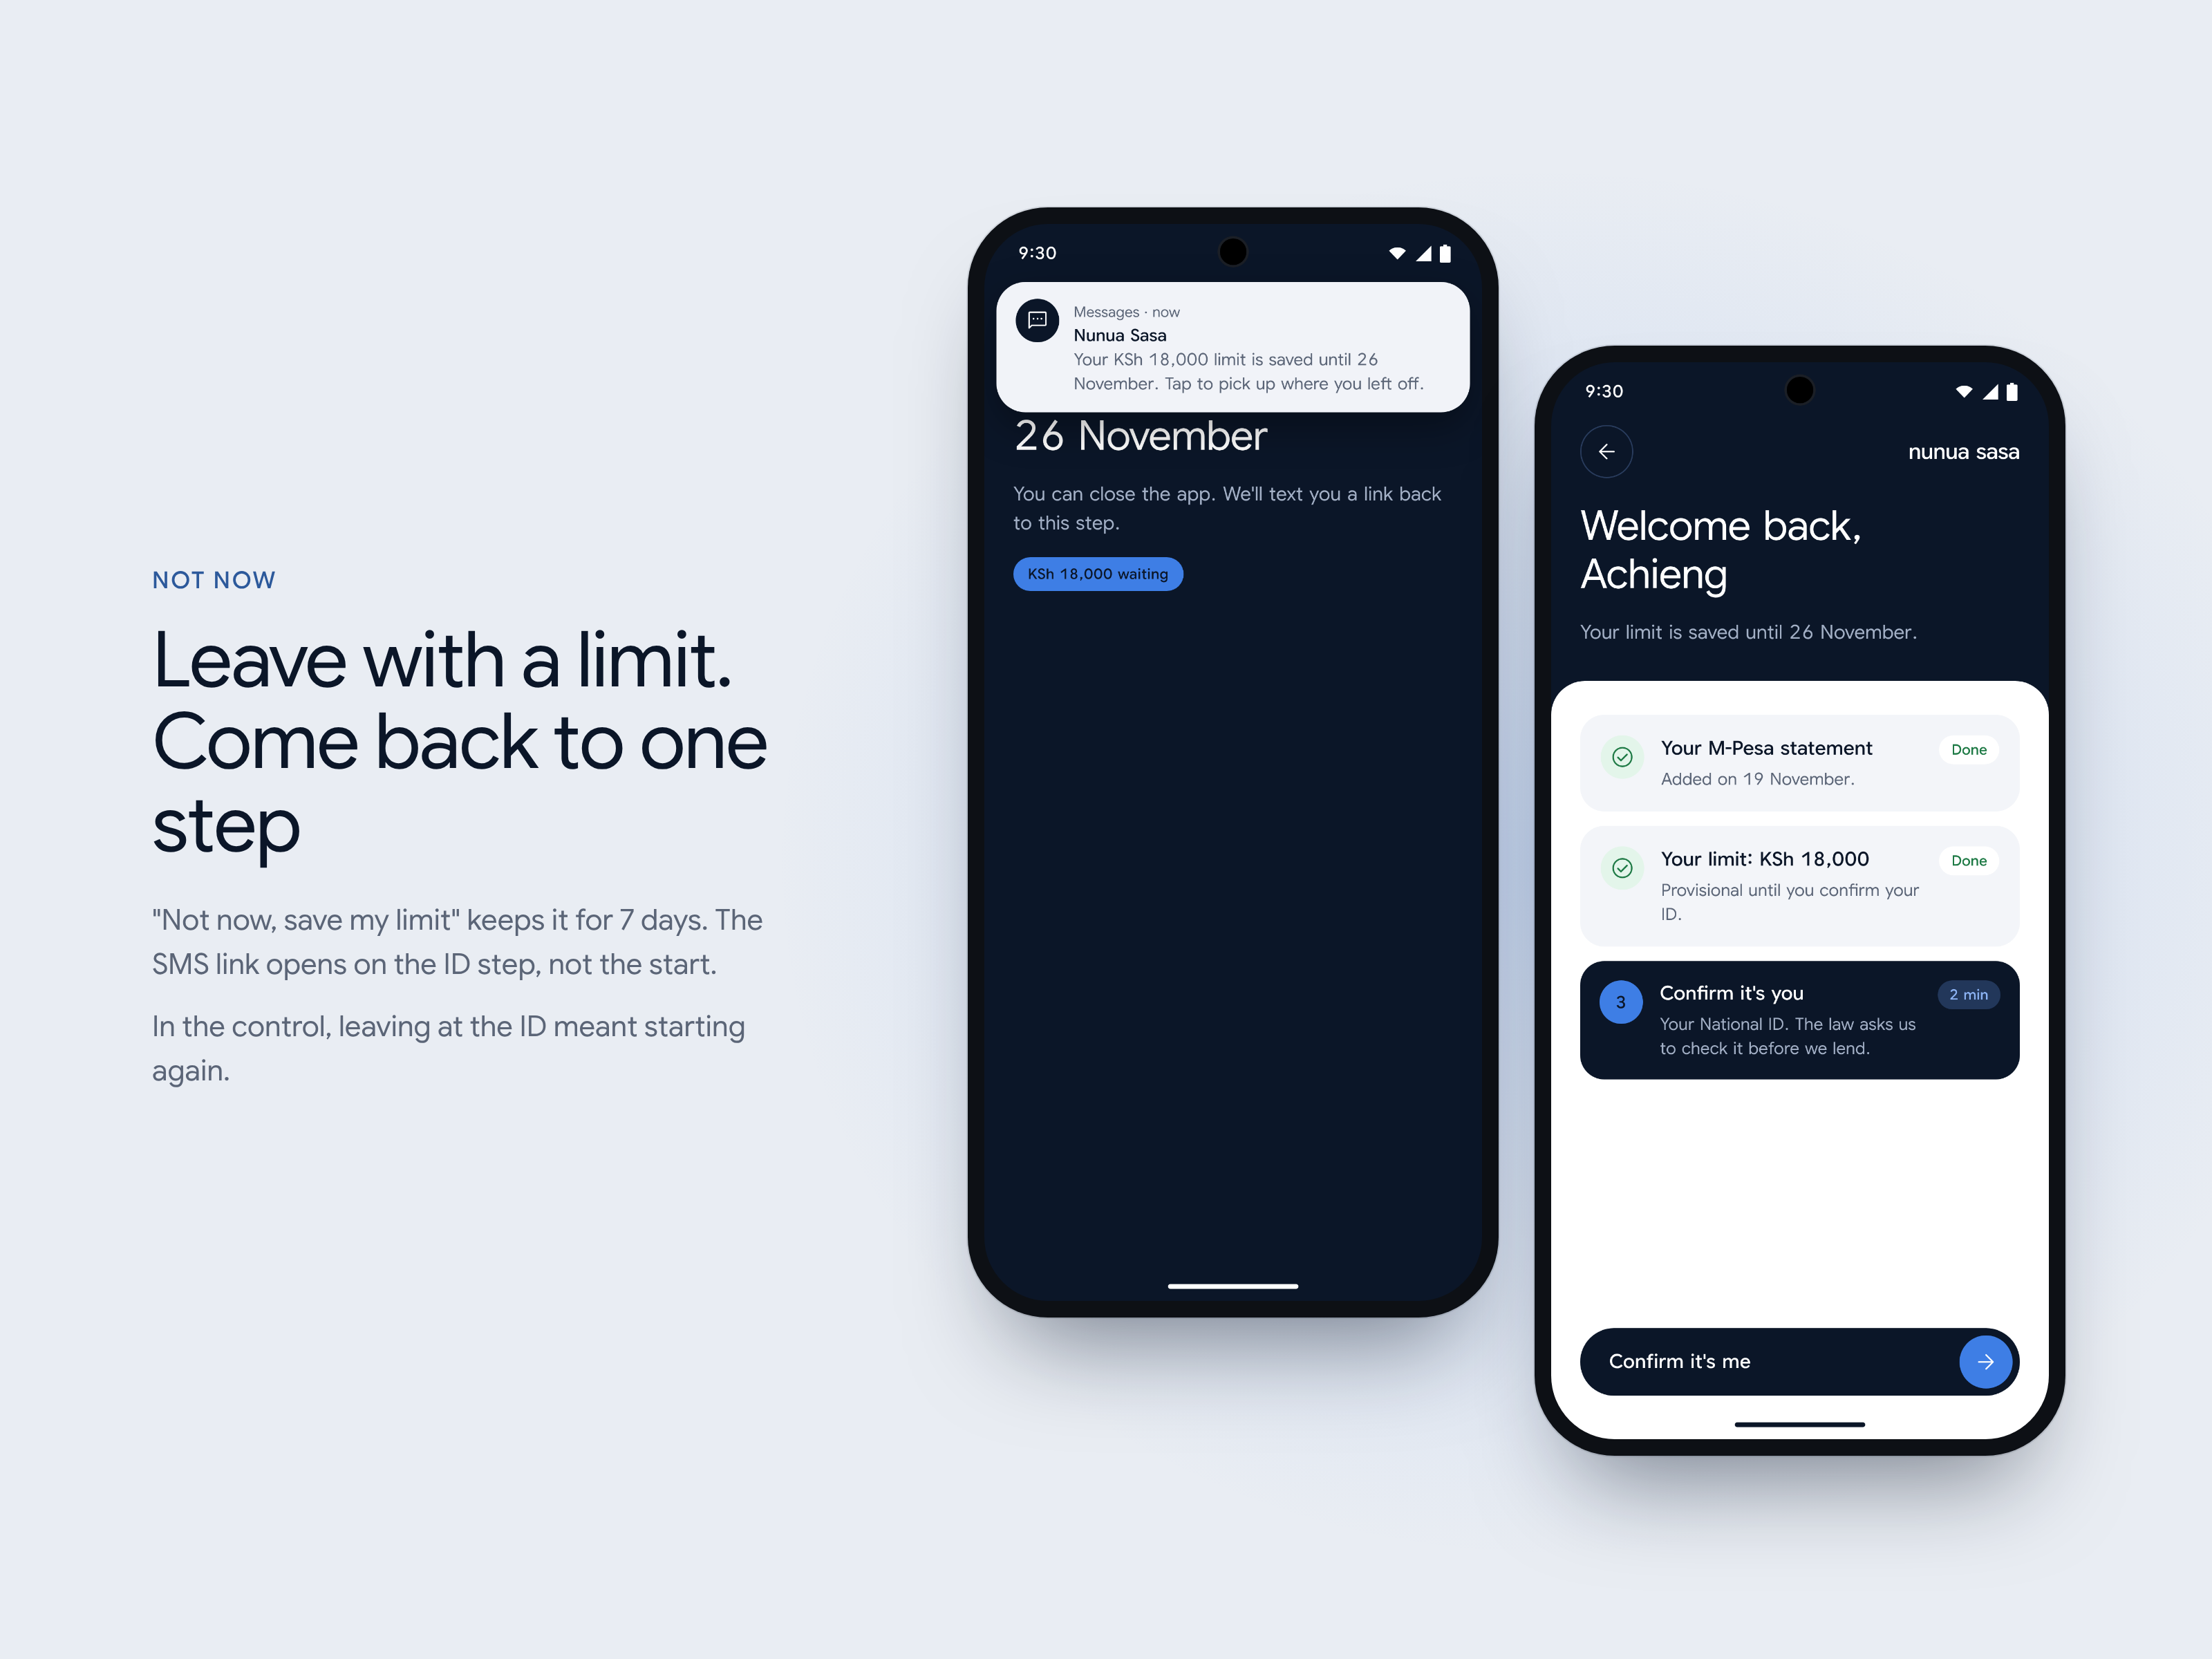 NOT NOW
Leave with a limit.
Come back to one
step
"Not now, save my limit" keeps it for 7 days. The
SMS link opens on the ID step, not the start.
In the control, leaving at the ID meant starting
again.
9:30
Messages · now
Nunua Sasa
Your KSh 18,000 limit is saved until 26
November. Tap to pick up where you left off.
26 November
You can close the app. We'll text you a link back
to this step.
KSh 18,000 waiting
9:30
nunua sasa
Welcome back,
Achieng
Your limit is saved until 26 November.
Your M-Pesa statement
Done
Added on 19 November.
Your limit: KSh 18,000
Done
Provisional until you confirm your
ID.
3
Confirm it's you
2 min
Your National ID. The law asks us
to check it before we lend.
Confirm it's me